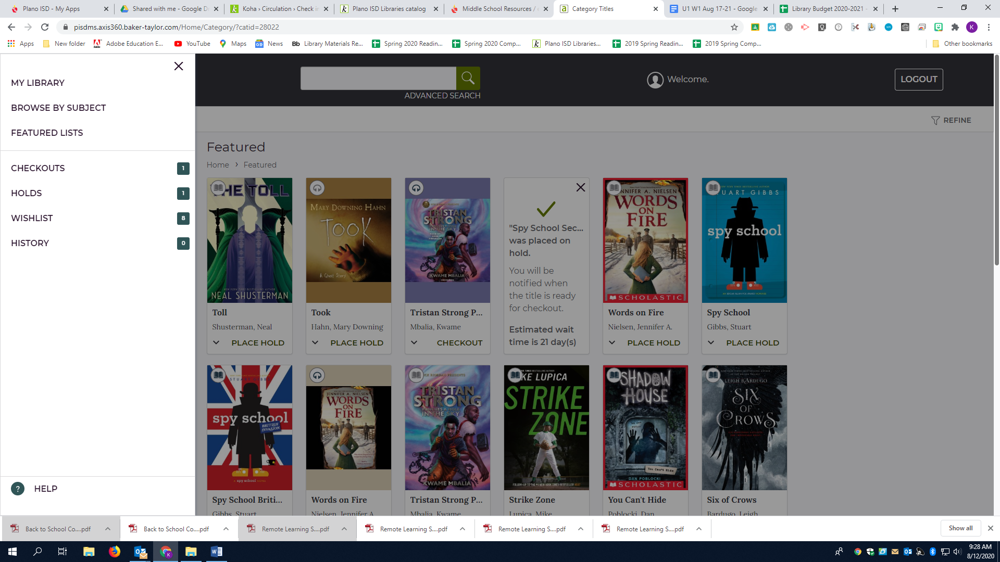 Plano ISD - My Apps
Shared with me - Google D
Koha › Circulation › Check i
Plano ISD Libraries catalog
Middle School Resources /
Category Titles
U1 W1 Aug 17-21 - Google
Library Budget 2020-2021 -
pisdms.axis360.baker-taylor.com/Home/Category/?catid=28022
K
Apps
New folder
Adobe Education E...
YouTube
Maps
News
Bb Library Materials Re...
Spring 2020 Readin...
Spring 2020 Comp...
Plano ISD Libraries...
2019 Spring Readin...
2019 Spring Comp...
Other bookmarks
MY LIBRARY
BROWSE BY SUBJECT
FEATURED LISTS
CHECKOUTS 1
HOLDS 1
WISHLIST 8
HISTORY 0
? HELP
ADVANCED SEARCH
Welcome.
LOGOUT
REFINE
Featured
Home › Featured
THE TOLL
NEW YORK TIMES BESTSELLING AUTHOR
NEAL SHUSTERMAN
Toll
Shusterman, Neal
PLACE HOLD
MARY DOWNING HAHN
TOOK
A Ghost Story
Took
Hahn, Mary Downing
PLACE HOLD
TRISTAN
STRONG
PUNCHES A HOLE
IN THE SKY
KWAME MBALIA
Tristan Strong P...
Mbalia, Kwame
CHECKOUT
"Spy School Sec...
was placed on
hold.
You will be
notified when
the title is ready
for checkout.
Estimated wait
time is 21 day(s)
JENNIFER A. NIELSEN
WORDS
ON
FIRE
SCHOLASTIC
Words on Fire
Nielsen, Jennifer A.
PLACE HOLD
NEW YORK TIMES BESTSELLING AUTHOR
STUART GIBBS
spy school
Spy School
Gibbs, Stuart
PLACE HOLD
STUART GIBBS
spy school
BRITISH
INVASION
a spy school NOVEL
Spy School Briti...
Gibbs, Stuart
JENNIFER A. NIELSEN
WORDS
ON
FIRE
Words on Fire
Nielsen, Jennifer A.
RICK RIORDAN PRESENTS
TRISTAN
STRONG
PUNCHES A HOLE
IN THE SKY
KWAME MBALIA
Tristan Strong P...
Mbalia, Kwame
MIKE LUPICA
STRIKE
ZONE
Strike Zone
Lupica, Mike
SHADOW
HOUSE
You Can't Hide
DAN POBLOCKI
SCHOLASTIC
You Can't Hide
Poblocki, Dan
LEIGH BARDUGO
SIX
OF
CROWS
Six of Crows
Bardugo, Leigh
Back to School Co....pdf
Back to School Co....pdf
Remote Learning S....pdf
Remote Learning S....pdf
Remote Learning S....pdf
Remote Learning S....pdf
Show all
9:28 AM
8/12/2020